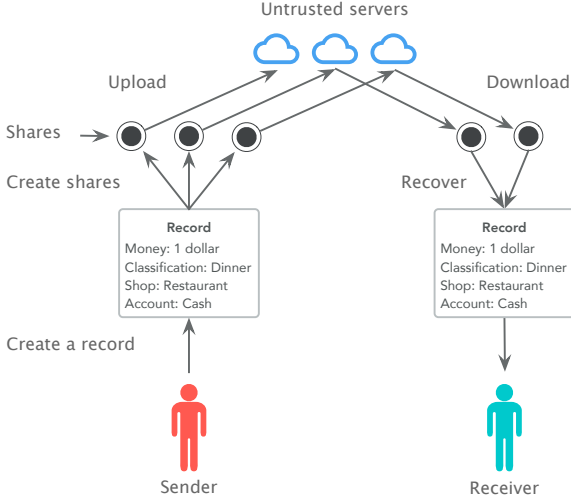 Untrusted servers
Upload
Download
Shares
Create shares
Recover
Record
Money: 1 dollar
Classification: Dinner
Shop: Restaurant
Account: Cash
Record
Money: 1 dollar
Classification: Dinner
Shop: Restaurant
Account: Cash
Create a record
Sender
Receiver